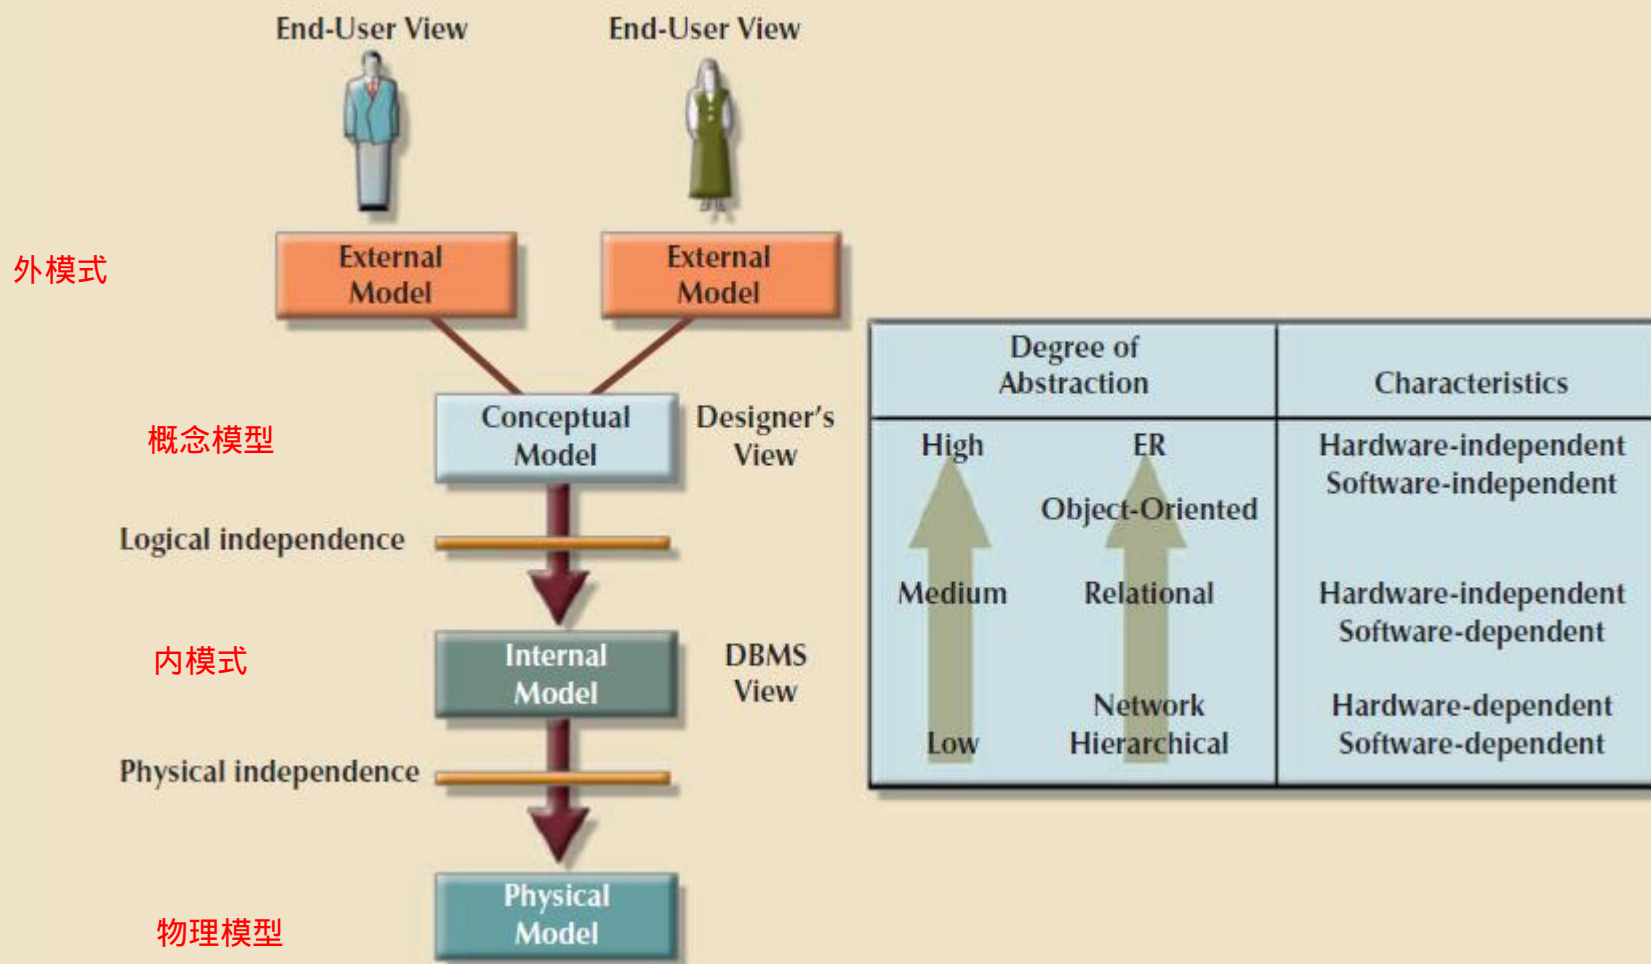 End-User View
End-User View
外模式
External
Model
External
Model
概念模型
Conceptual
Model
Designer's
View
Logical independence
内模式
Internal
Model
DBMS
View
Physical independence
物理模型
Physical
Model
Degree of
Abstraction
Characteristics
High
ER
Hardware-independent
Software-independent
Object-Oriented
Medium
Relational
Hardware-independent
Software-dependent
Low
Network
Hierarchical
Hardware-dependent
Software-dependent